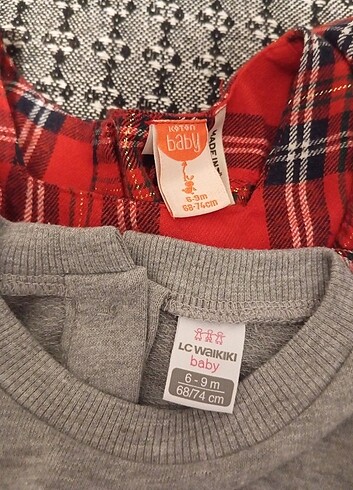 KOTON
baby
6-9m
68-74cm
MADE IN
LC WAIKIKI
baby
6 - 9 m
68/74 cm